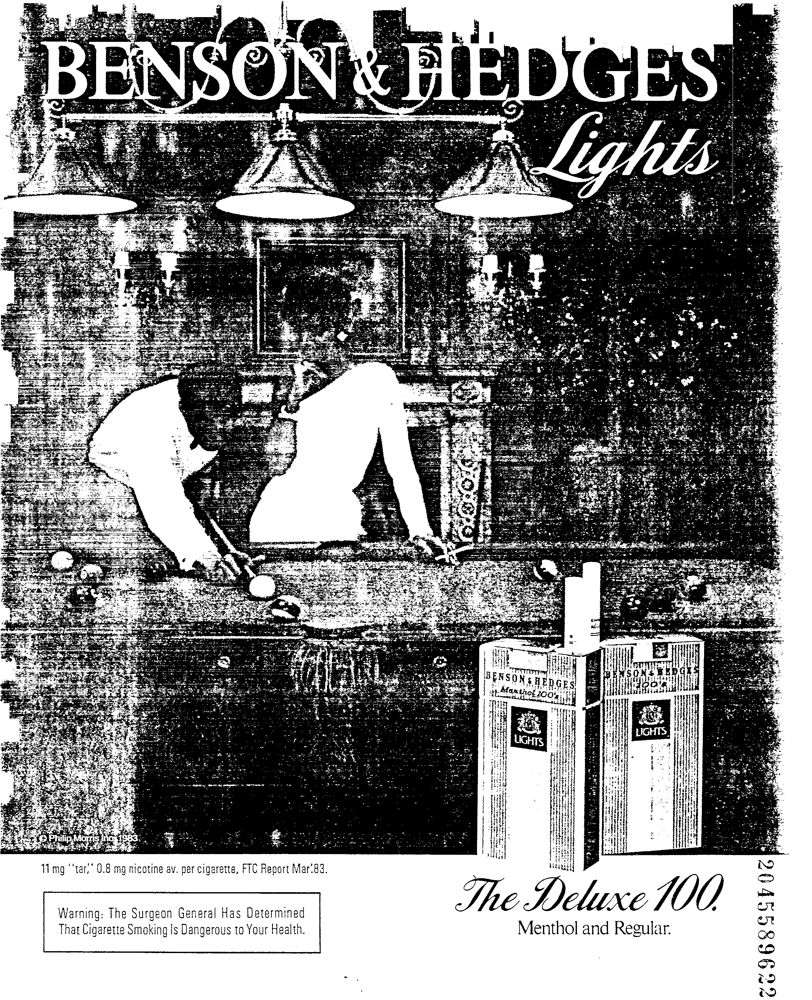 BENSON & HEDGES
Lights
BENSON & HEDGES
Menthol 100's
LIGHTS
BENSON & HEDGES
100's
LIGHTS
© Philip Morris Inc. 1983
11 mg "tar," 0.8 mg nicotine av. per cigarette, FTC Report Mar.'83.
Warning: The Surgeon General Has Determined
That Cigarette Smoking Is Dangerous to Your Health.
The Deluxe 100.
Menthol and Regular.
2045589622